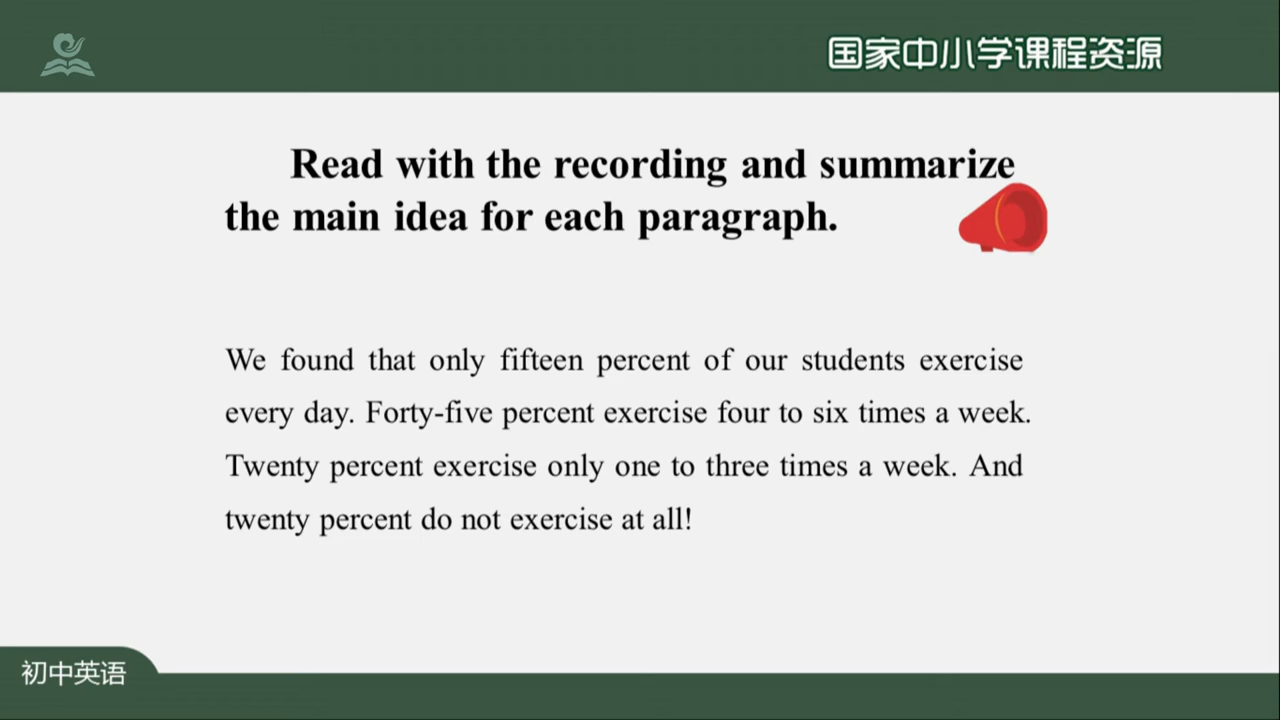 国家中小学课程资源
Read with the recording and summarize
the main idea for each paragraph.
We found that only fifteen percent of our students exercise
every day. Forty-five percent exercise four to six times a week.
Twenty percent exercise only one to three times a week. And
twenty percent do not exercise at all!
初中英语